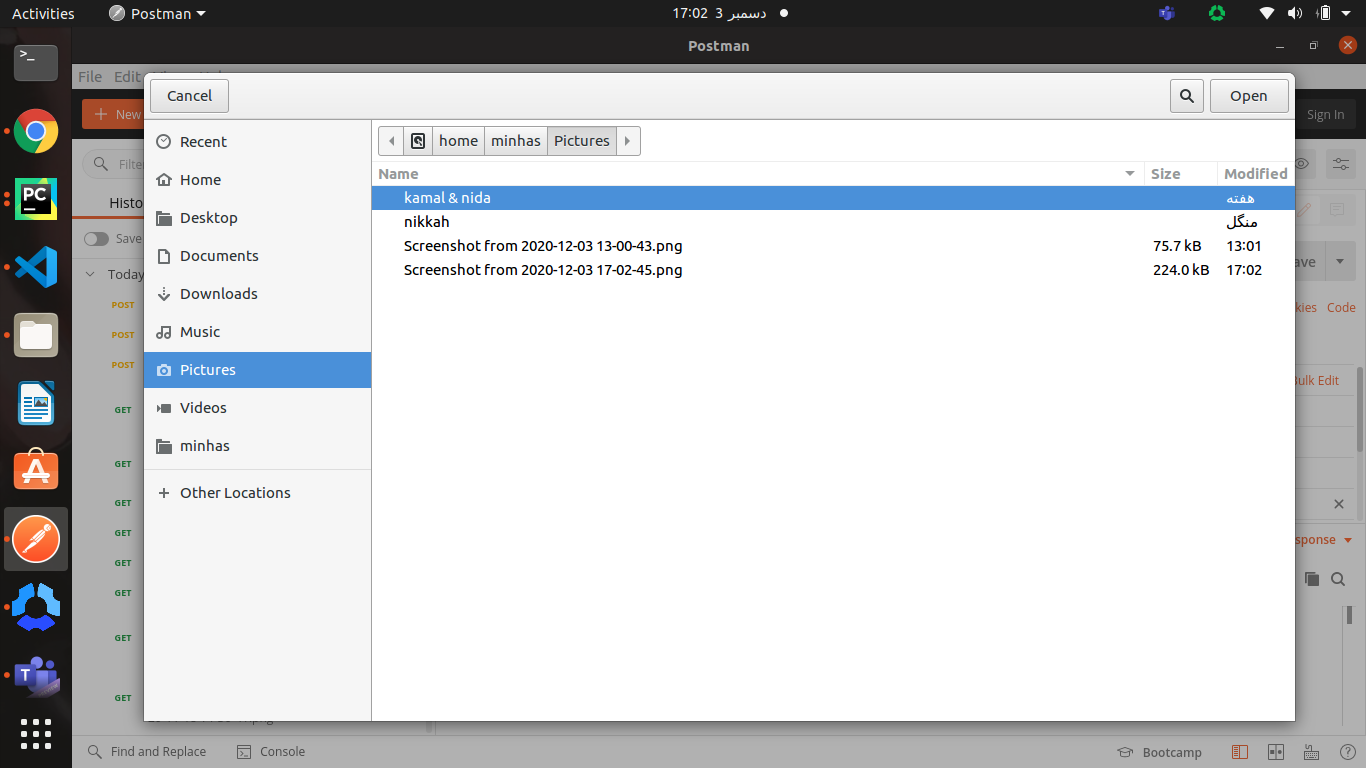 Activities
Postman
17:02 3 دسمبر
Postman
File Edit
Cancel
Open
New
Sign In
Recent
home minhas Pictures
Filter
Home
Name Size Modified
Desktop
kamal & nida هفته
nikkah منگل
Screenshot from 2020-12-03 13-00-43.png 75.7 kB 13:01
Screenshot from 2020-12-03 17-02-45.png 224.0 kB 17:02
Save
Documents
Today
Downloads
POST
Music
Code
POST
POST
Pictures
Bulk Edit
GET
Videos
minhas
GET
Other Locations
GET
GET
GET
GET
GET
GET
Find and Replace
Console
Bootcamp
PC
T